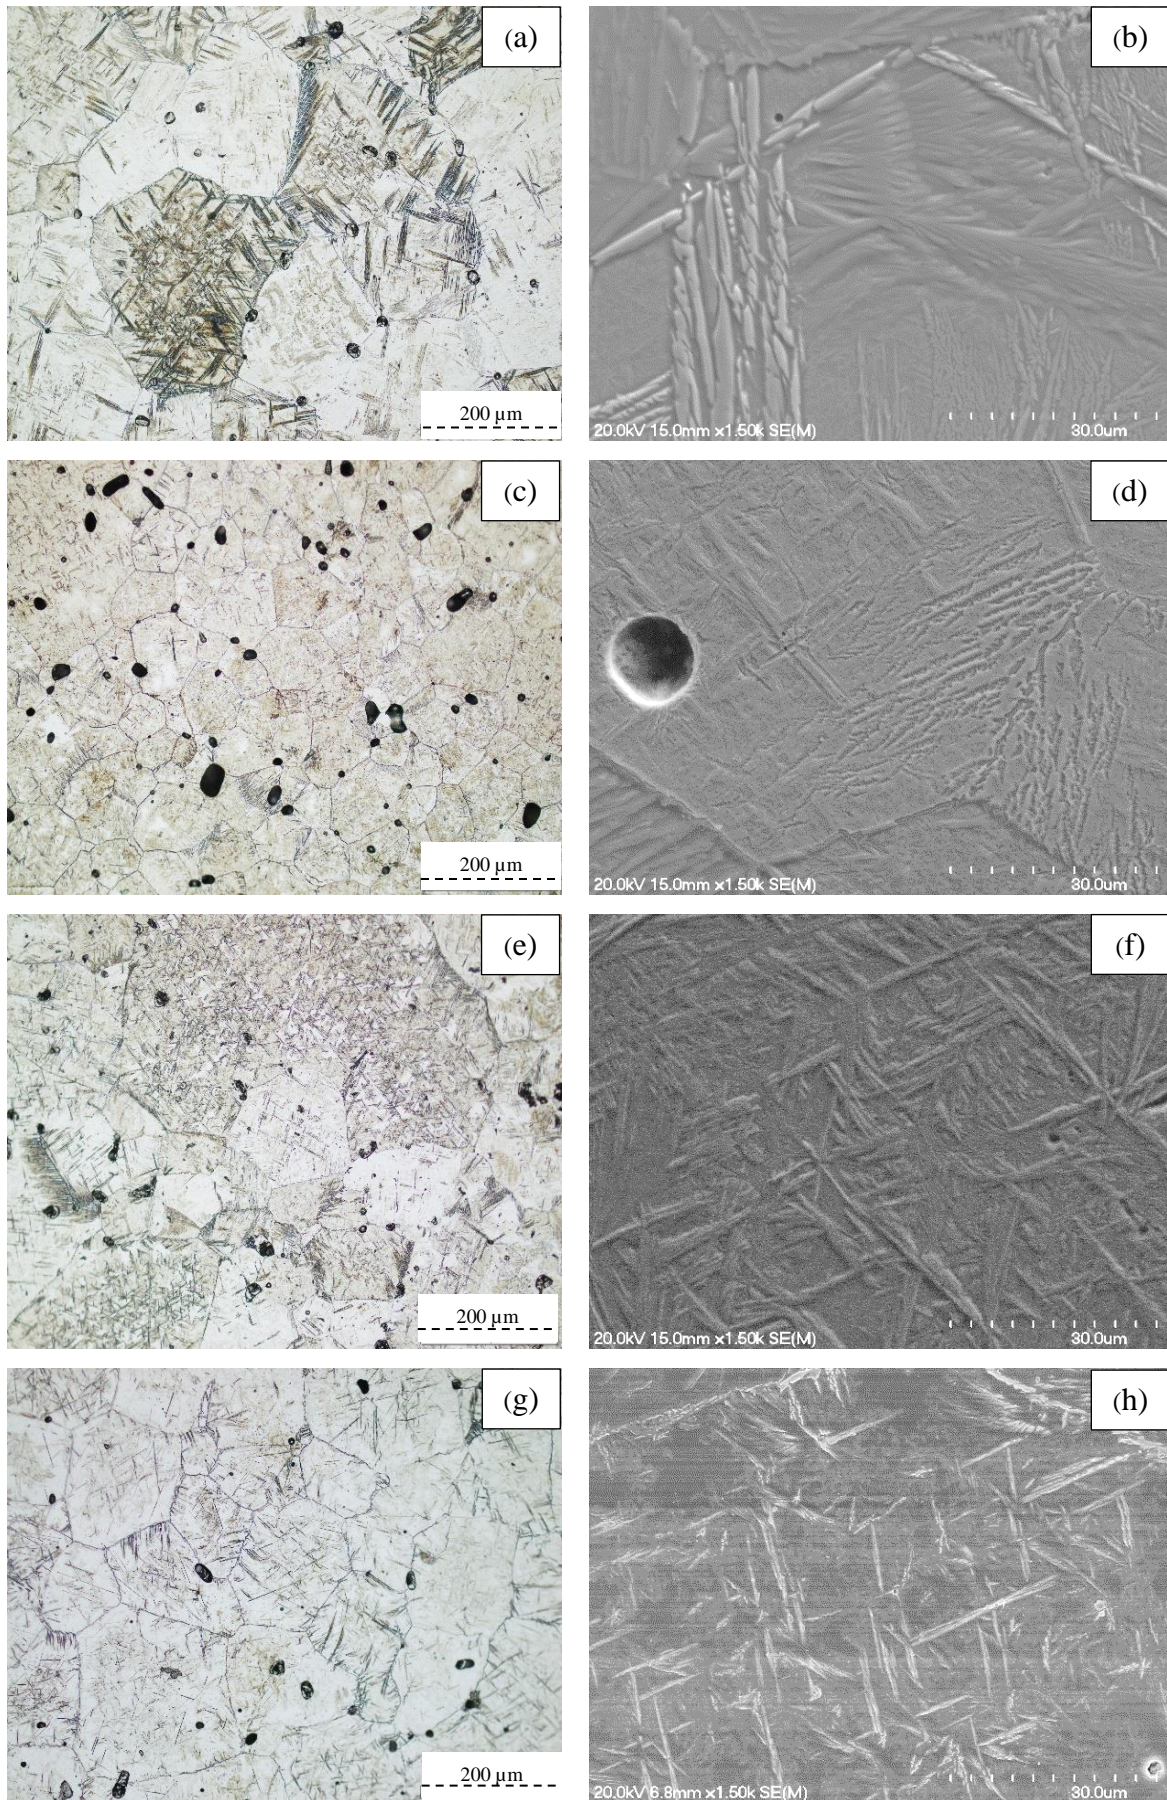 (a)
(b)
200 µm
20.0kV 15.0mm x1.50k SE(M) 30.0um
(c)
(d)
200 µm
20.0kV 15.0mm x1.50k SE(M) 30.0um
(e)
(f)
200 µm
20.0kV 15.0mm x1.50k SE(M) 30.0um
(g)
(h)
200 µm
20.0kV 6.8mm x1.50k SE(M) 30.0um